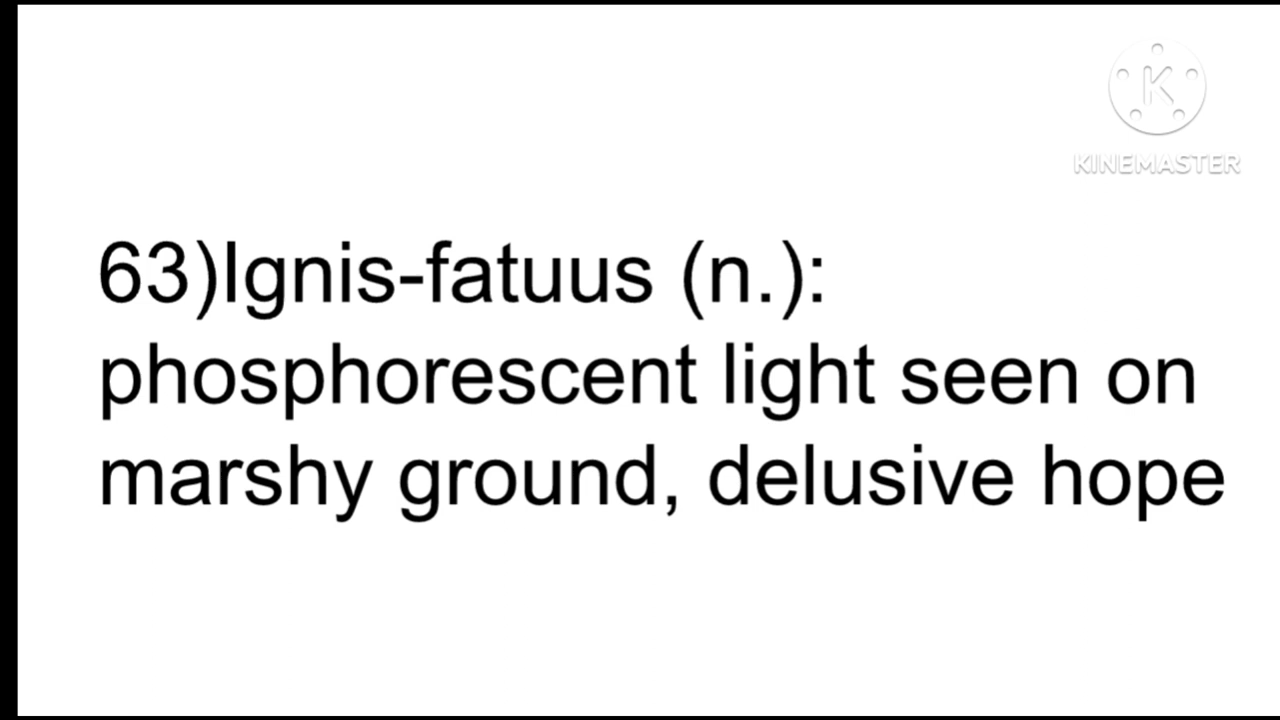 KINEMASTER
63)Ignis-fatuus (n.):
phosphorescent light seen on
marshy ground, delusive hope